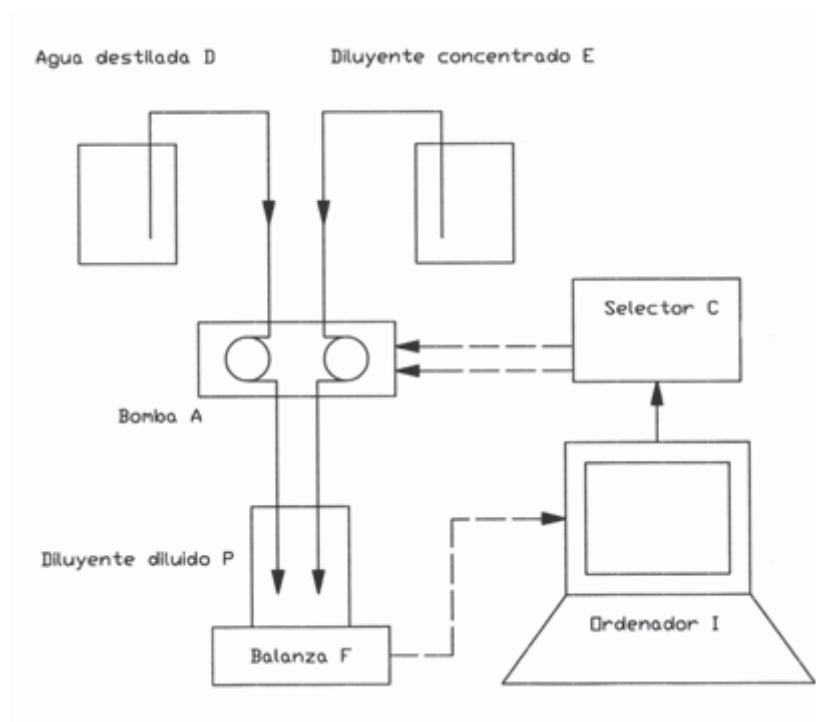 Agua destilada D
Diluyente concentrado E
Selector C
Bomba A
Diluyente diluido P
Balanza F
Ordenador I